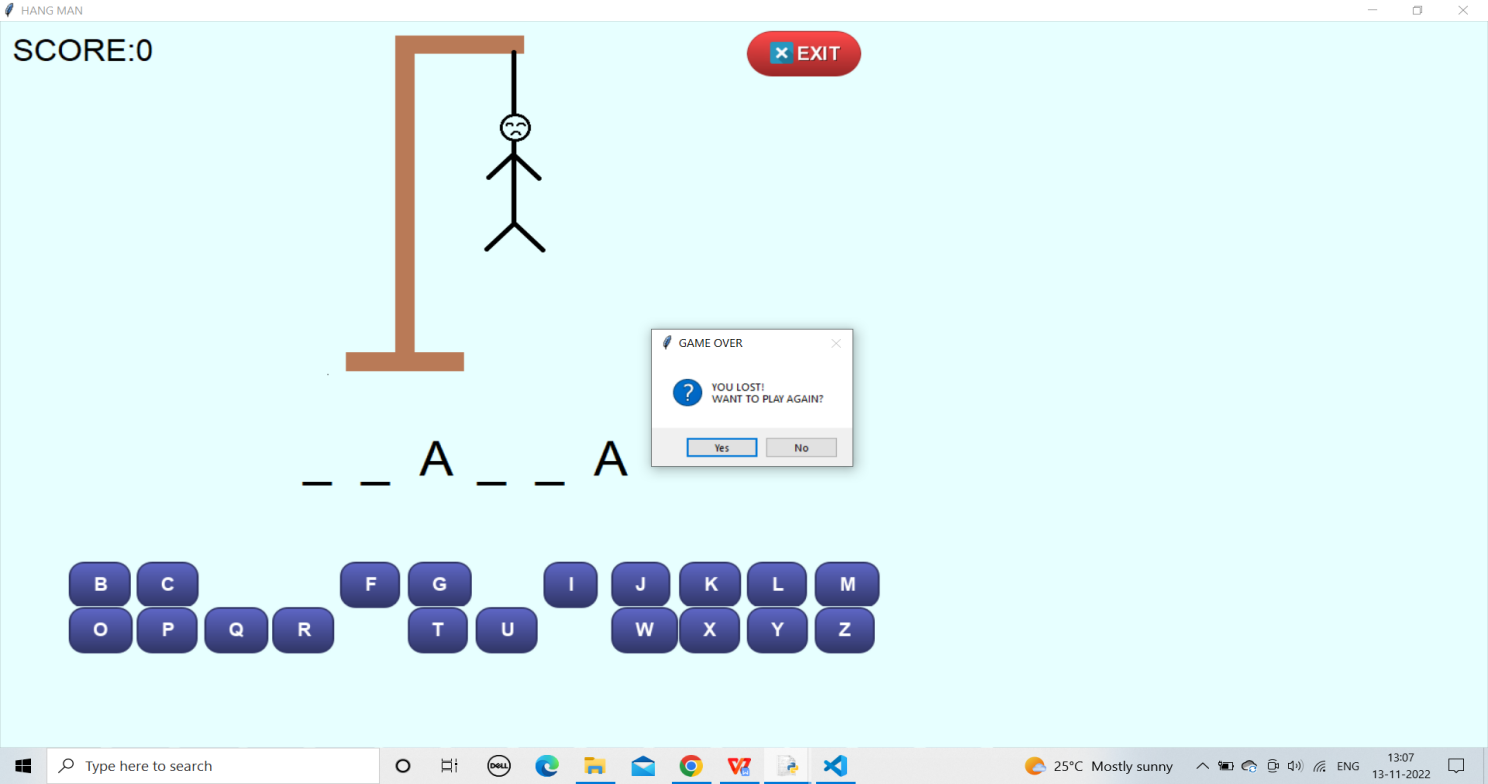 HANG MAN
SCORE:0
EXIT
GAME OVER
YOU LOST!
WANT TO PLAY AGAIN?
Yes No
_ _ A _ _ A
B C F G I J K L M
O P Q R T U W X Y Z
Type here to search
DELL
25°C Mostly sunny
ENG
13:07
13-11-2022